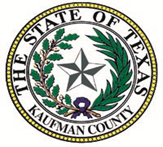 THE STATE OF TEXAS
KAUFMAN COUNTY